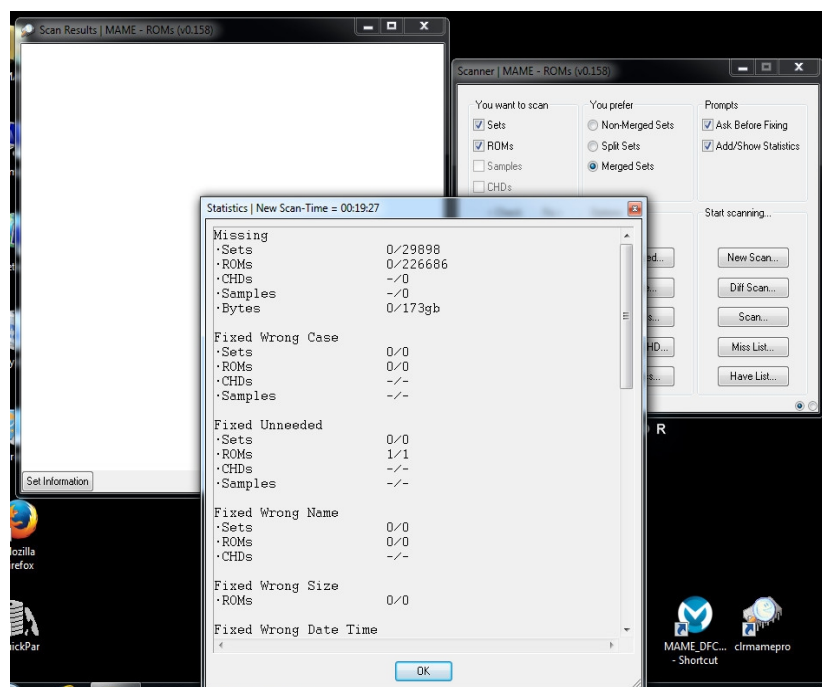 Scan Results | MAME - ROMs (v0.158)
Scanner | MAME - ROMs (v0.158)
You want to scan
You prefer
Prompts
Sets
Non-Merged Sets
Ask Before Fixing
ROMs
Split Sets
Add/Show Statistics
Samples
Merged Sets
CHDs
Start scanning...
New Scan...
Diff Scan...
Scan...
HD...
Miss List...
Have List...
Statistics | New Scan-Time = 00:19:27
Missing
·Sets 0/29898
·ROMs 0/226686
·CHDs -/0
·Samples -/0
·Bytes 0/173gb
Fixed Wrong Case
·Sets 0/0
·ROMs 0/0
·CHDs -/-
·Samples -/-
Fixed Unneeded
·Sets 0/0
·ROMs 1/1
·CHDs -/-
·Samples -/-
Fixed Wrong Name
·Sets 0/0
·ROMs 0/0
·CHDs -/-
Fixed Wrong Size
·ROMs 0/0
Fixed Wrong Date Time
OK
Set Information
R
ozilla
refox
ickPar
MAME_DFC...
- Shortcut
clrmamepro